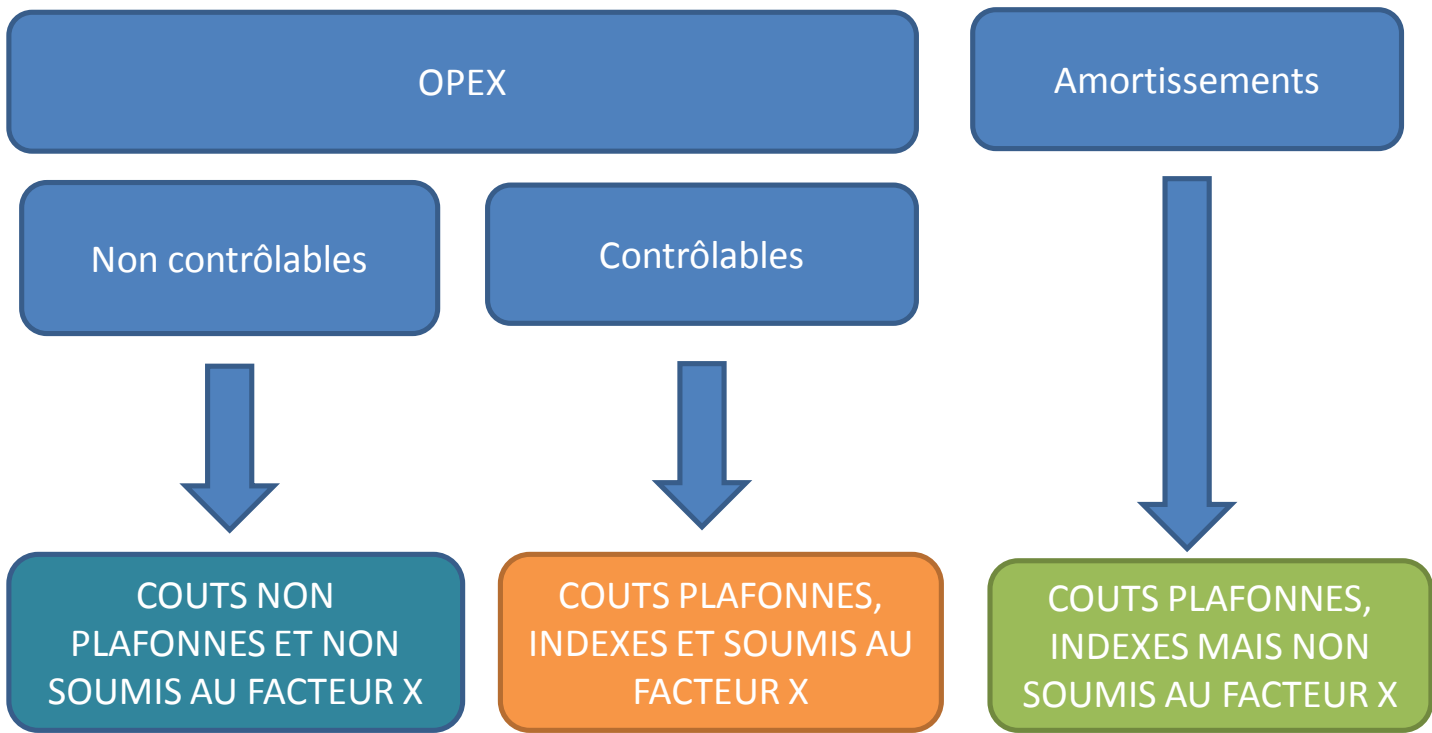 OPEX
Amortissements
Non contrôlables
Contrôlables
COUTS NON
PLAFONNES ET NON
SOUMIS AU FACTEUR X
COUTS PLAFONNES,
INDEXES ET SOUMIS AU
FACTEUR X
COUTS PLAFONNES,
INDEXES MAIS NON
SOUMIS AU FACTEUR X